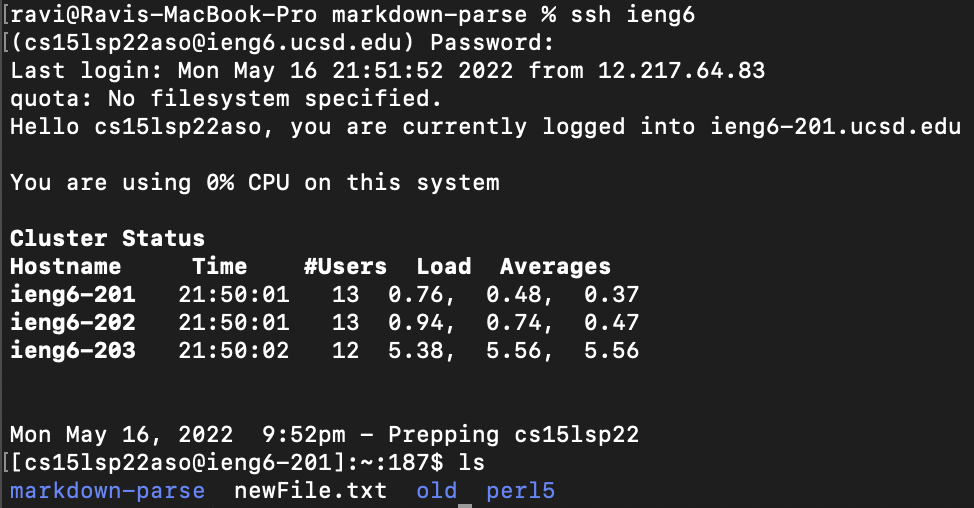 [ravi@Ravis-MacBook-Pro markdown-parse % ssh ieng6
[(cs15lsp22aso@ieng6.ucsd.edu) Password:
Last login: Mon May 16 21:51:52 2022 from 12.217.64.83
quota: No filesystem specified.
Hello cs15lsp22aso, you are currently logged into ieng6-201.ucsd.edu
You are using 0% CPU on this system
Cluster Status
Hostname     Time    #Users  Load  Averages
ieng6-201   21:50:01   13  0.76,  0.48,  0.37
ieng6-202   21:50:01   13  0.94,  0.74,  0.47
ieng6-203   21:50:02   12  5.38,  5.56,  5.56
Mon May 16, 2022  9:52pm - Prepping cs15lsp22
[[cs15lsp22aso@ieng6-201]:~:187$ ls
markdown-parse  newFile.txt  old  perl5